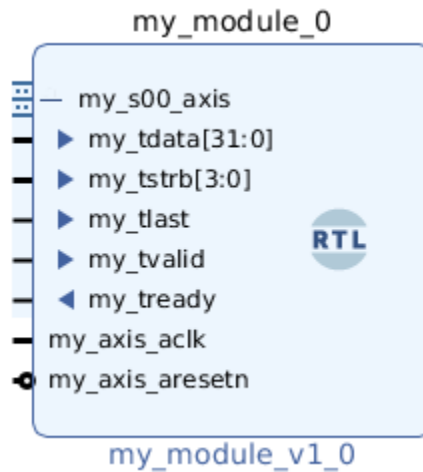 my_module_0
my_s00_axis
my_tdata[31:0]
my_tstrb[3:0]
my_tlast
my_tvalid
RTL
my_tready
my_axis_aclk
my_axis_aresetn
my_module_v1_0